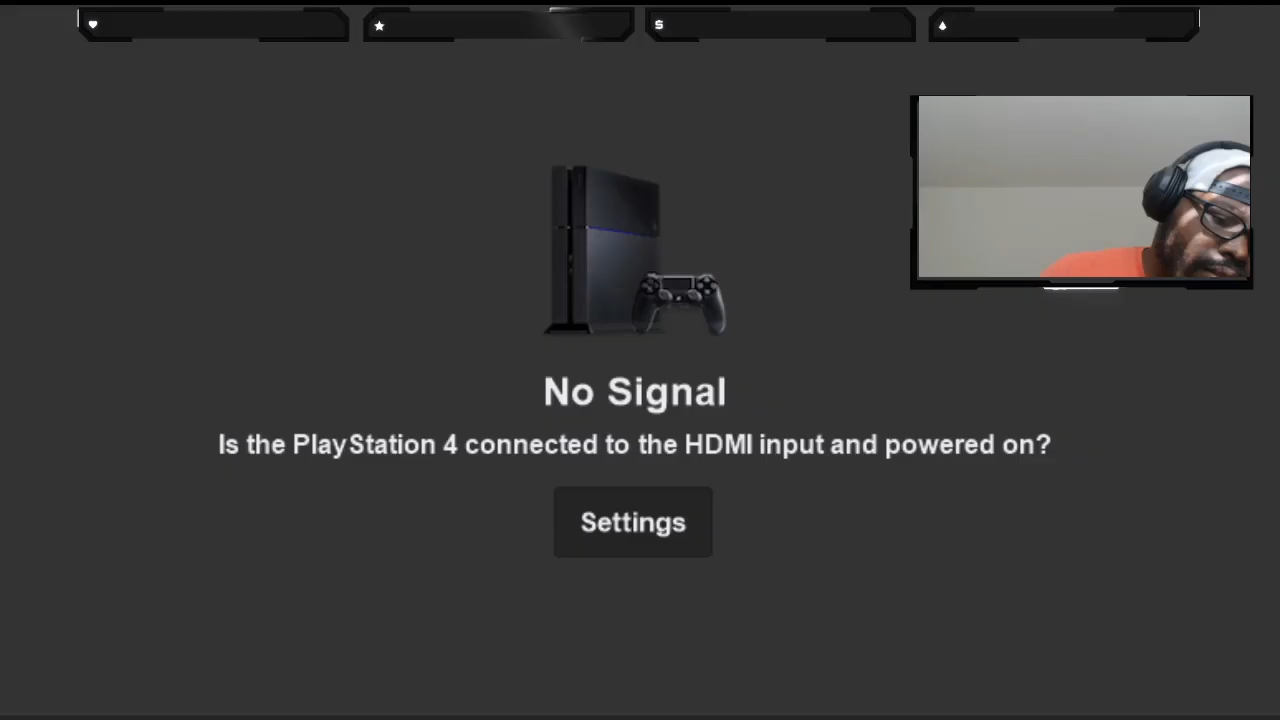 No Signal
Is the PlayStation 4 connected to the HDMI input and powered on?
Settings